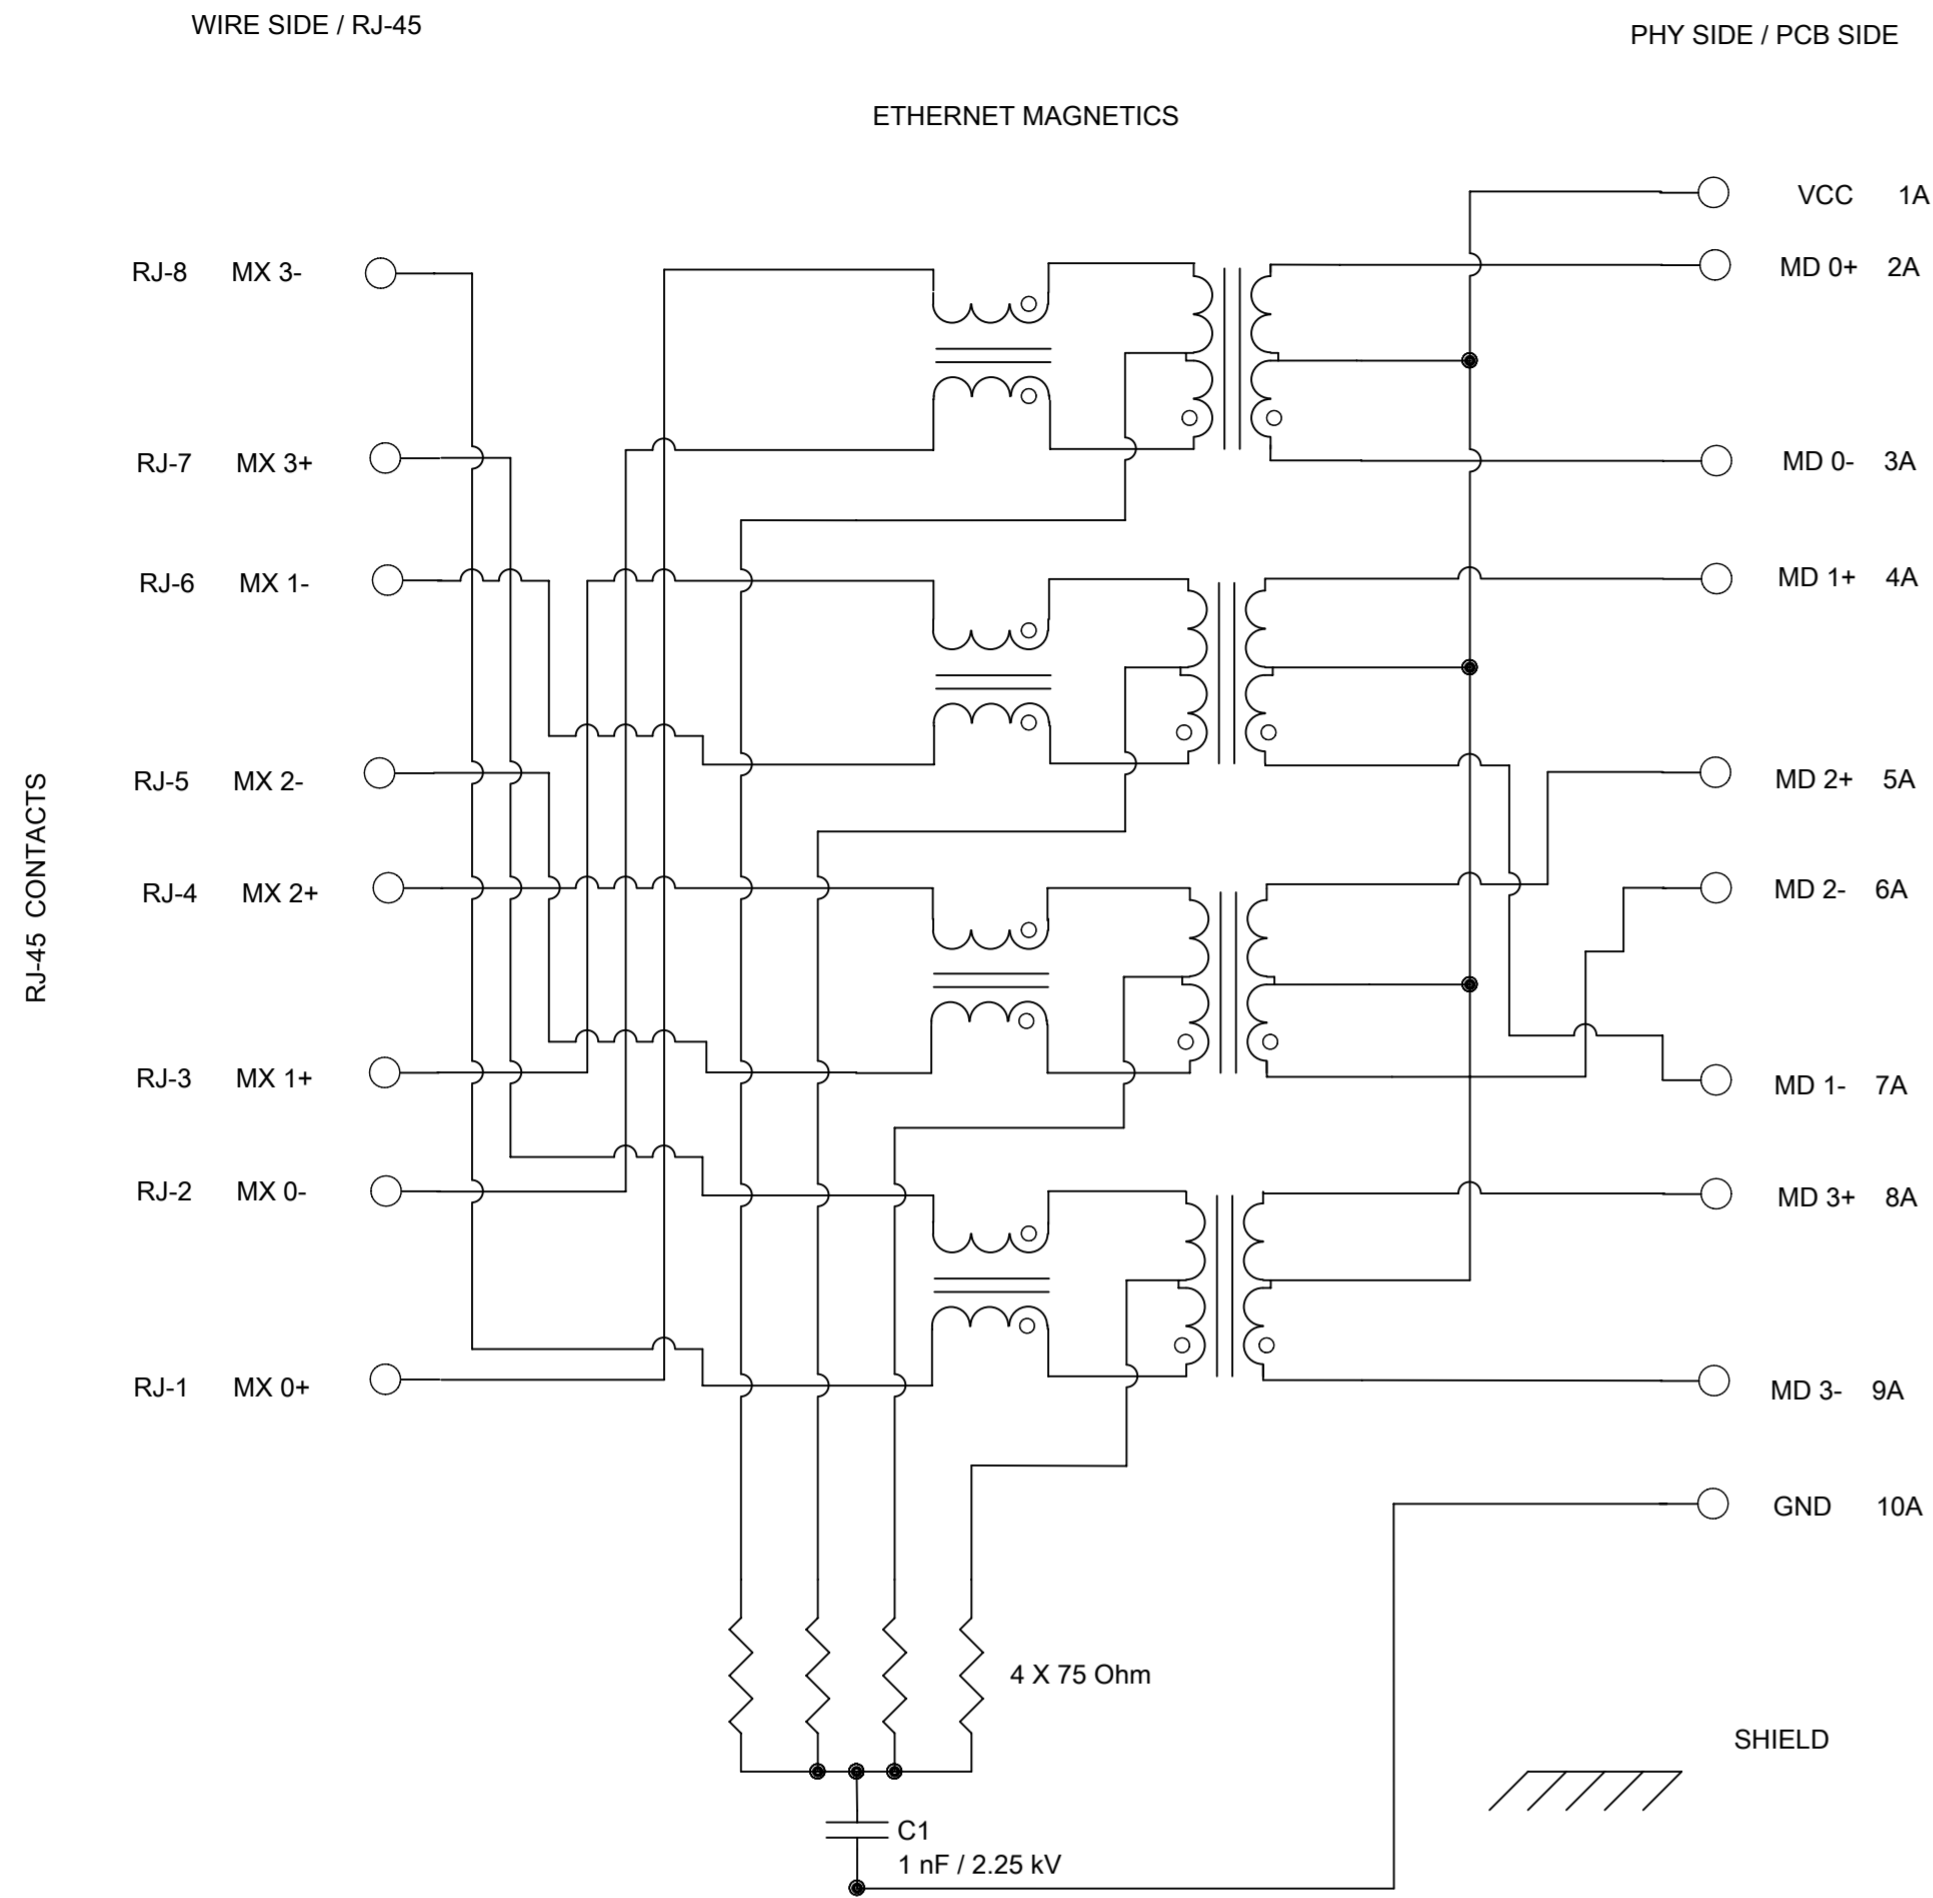 WIRE SIDE / RJ-45
PHY SIDE / PCB SIDE
ETHERNET MAGNETICS
VCC 1A
RJ-8 MX 3-
MD 0+ 2A
RJ-7 MX 3+
MD 0- 3A
RJ-6 MX 1-
MD 1+ 4A
RJ-5 MX 2-
MD 2+ 5A
RJ-4 MX 2+
MD 2- 6A
RJ-45 CONTACTS
RJ-3 MX 1+
MD 1- 7A
RJ-2 MX 0-
MD 3+ 8A
RJ-1 MX 0+
MD 3- 9A
GND 10A
4 X 75 Ohm
SHIELD
C1
1 nF / 2.25 kV